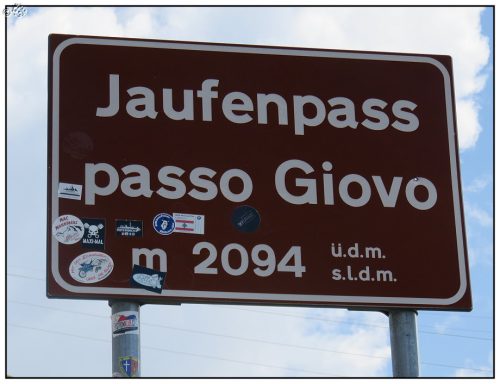 Jaufenpass
passo Giovo
m 2094 ü.d.m.
s.l.d.m.